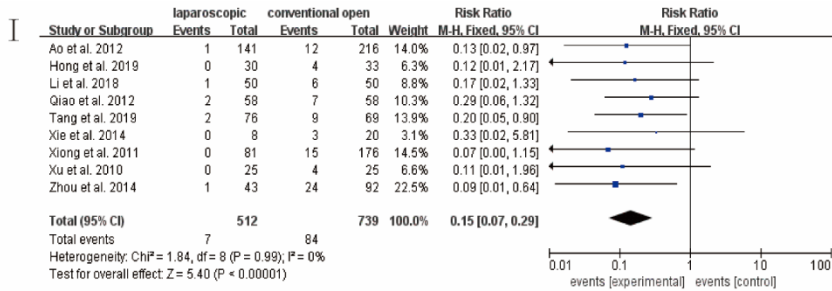 I
laparoscopic conventional open Risk Ratio Risk Ratio
Study or Subgroup Events Total Events Total Weight M-H, Fixed, 95% CI M-H, Fixed, 95% CI
Ao et al. 2012 1 141 12 216 14.0% 0.13 [0.02, 0.97]
Hong et al. 2019 0 30 4 33 6.3% 0.12 [0.01, 2.17]
Li et al. 2018 1 50 6 50 8.8% 0.17 [0.02, 1.33]
Qiao et al. 2012 2 58 7 58 10.3% 0.29 [0.06, 1.32]
Tang et al. 2019 2 76 9 69 13.9% 0.20 [0.05, 0.90]
Xie et al. 2014 0 8 3 20 3.1% 0.33 [0.02, 5.81]
Xiong et al. 2011 0 81 15 176 14.5% 0.07 [0.00, 1.15]
Xu et al. 2010 0 25 4 25 6.6% 0.11 [0.01, 1.96]
Zhou et al. 2014 1 43 24 92 22.5% 0.09 [0.01, 0.64]
Total (95% CI) 512 739 100.0% 0.15 [0.07, 0.29]
Total events 7 84
Heterogeneity: Chi² = 1.84, df = 8 (P = 0.99); I² = 0%
Test for overall effect: Z = 5.40 (P < 0.00001)
0.01 0.1 1 10 100
events [experimental] events [control]